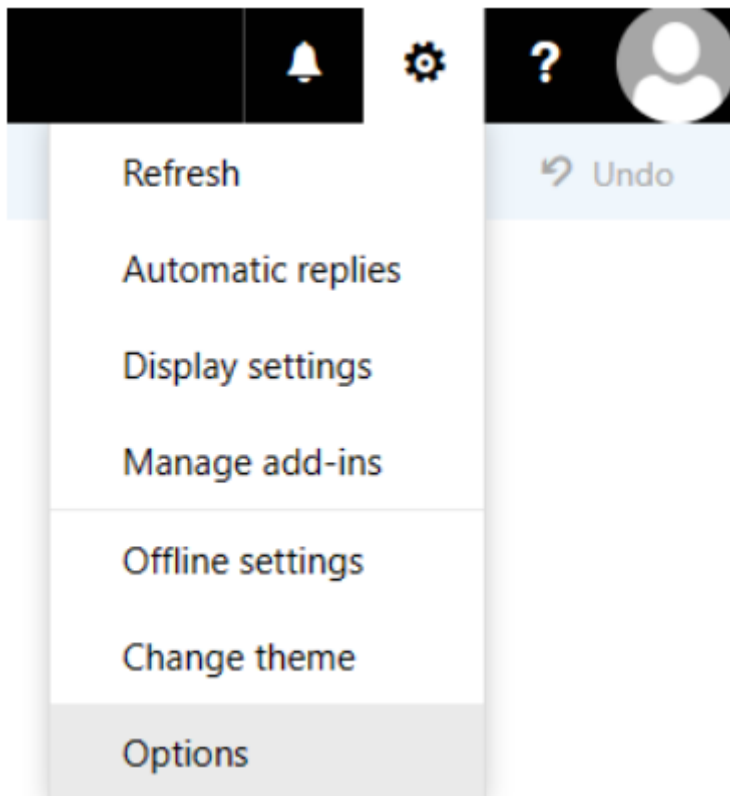 ?
Refresh
Undo
Automatic replies
Display settings
Manage add-ins
Offline settings
Change theme
Options